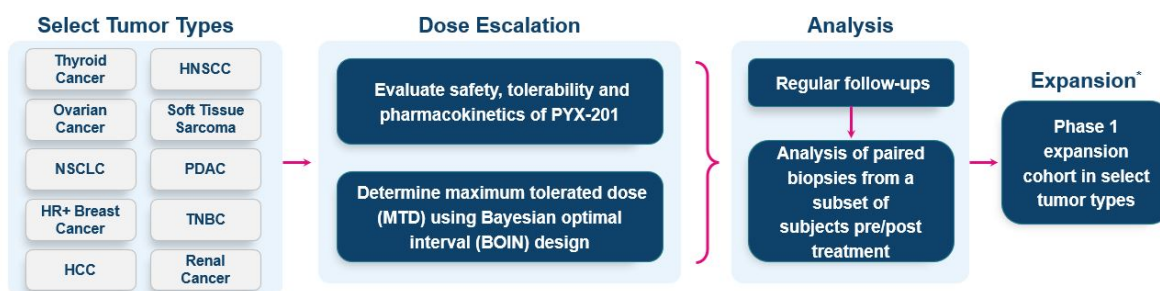 Select Tumor Types
Thyroid
Cancer
HNSCC
Ovarian
Cancer
Soft Tissue
Sarcoma
NSCLC
PDAC
HR+ Breast
Cancer
TNBC
HCC
Renal
Cancer
Dose Escalation
Evaluate safety, tolerability and
pharmacokinetics of PYX-201
Determine maximum tolerated dose
(MTD) using Bayesian optimal
interval (BOIN) design
Analysis
Regular follow-ups
Analysis of paired
biopsies from a
subset of
subjects pre/post
treatment
Expansion*
Phase 1
expansion
cohort in select
tumor types